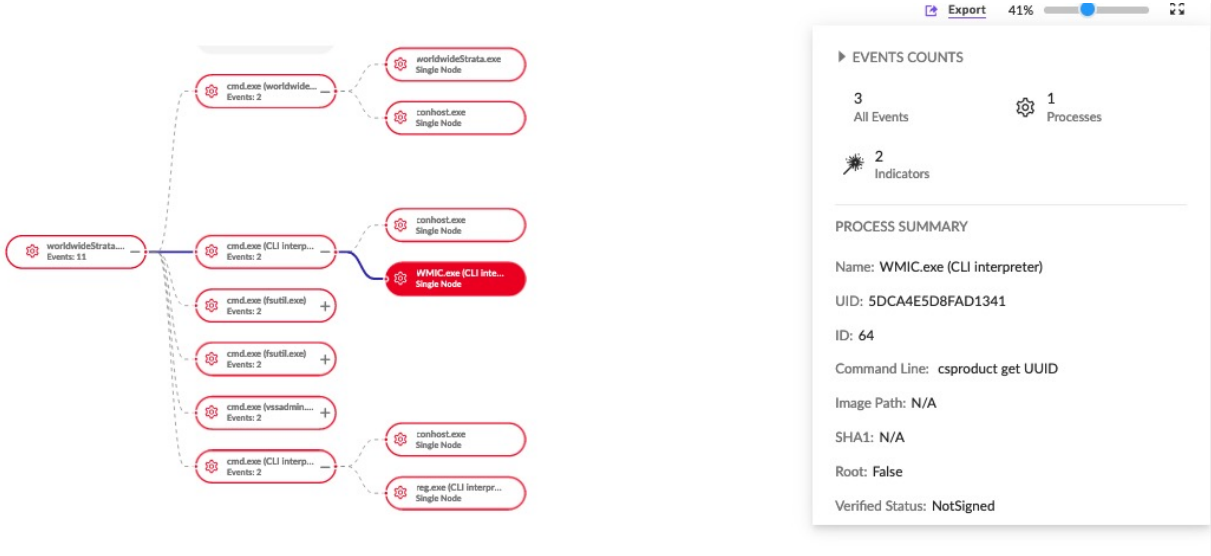 Export 41%
worldwideStrata.exe
Single Node
cmd.exe (worldwide...
Events: 2
conhost.exe
Single Node
conhost.exe
Single Node
worldwideStrata....
Events: 11
cmd.exe (CLI interp...
Events: 2
WMIC.exe (CLI inte...
Single Node
cmd.exe (fsutil.exe)
Events: 2
cmd.exe (fsutil.exe)
Events: 2
cmd.exe (vssadmin....
Events: 2
conhost.exe
Single Node
cmd.exe (CLI interp...
Events: 2
reg.exe (CLI interpr...
Single Node
EVENTS COUNTS
3
All Events
1
Processes
2
Indicators
PROCESS SUMMARY
Name: WMIC.exe (CLI interpreter)
UID: 5DCA4E5D8FAD1341
ID: 64
Command Line: csproduct get UUID
Image Path: N/A
SHA1: N/A
Root: False
Verified Status: NotSigned